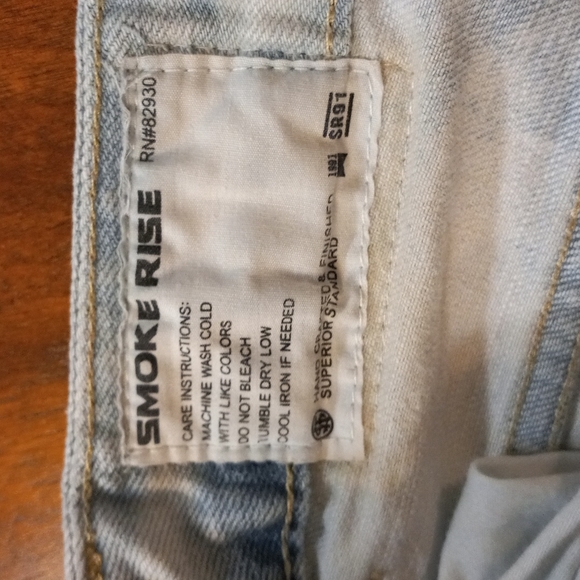 SMOKE RISE
RN#82930
CARE INSTRUCTIONS:
MACHINE WASH COLD
WITH LIKE COLORS
DO NOT BLEACH
TUMBLE DRY LOW
COOL IRON IF NEEDED
HAND CRAFTED & FINISHED
SUPERIOR STANDARD
1991
SR91